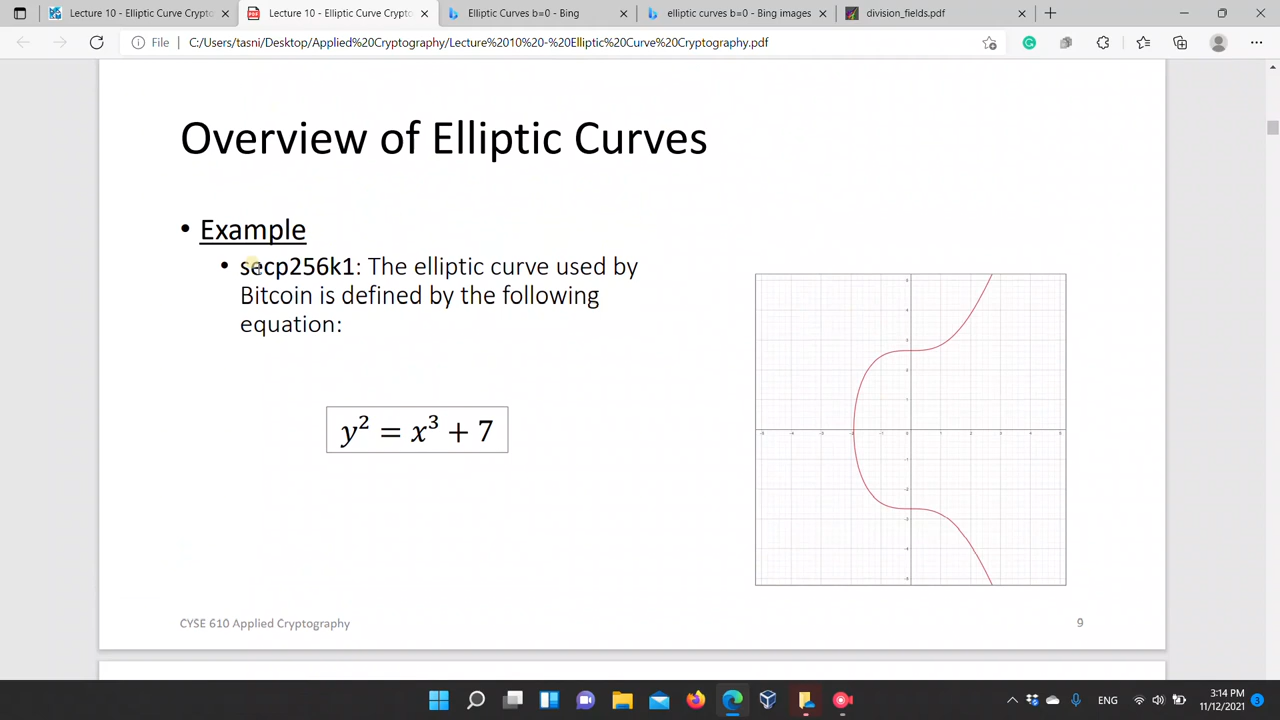 Lecture 10 - Elliptic Curve Crypto
Lecture 10 - Elliptic Curve Crypto
Elliptic Curves b=0 - Bing
elliptic curves b=0 - Bing images
division_fields.pdf
File
C:/Users/tasni/Desktop/Applied%20Cryptography/Lecture%2010%20-%20Elliptic%20Curve%20Cryptography.pdf
Overview of Elliptic Curves
• Example
• secp256k1: The elliptic curve used by
Bitcoin is defined by the following
equation:
y² = x³ + 7
CYSE 610 Applied Cryptography
9
ENG
3:14 PM
11/12/2021
3